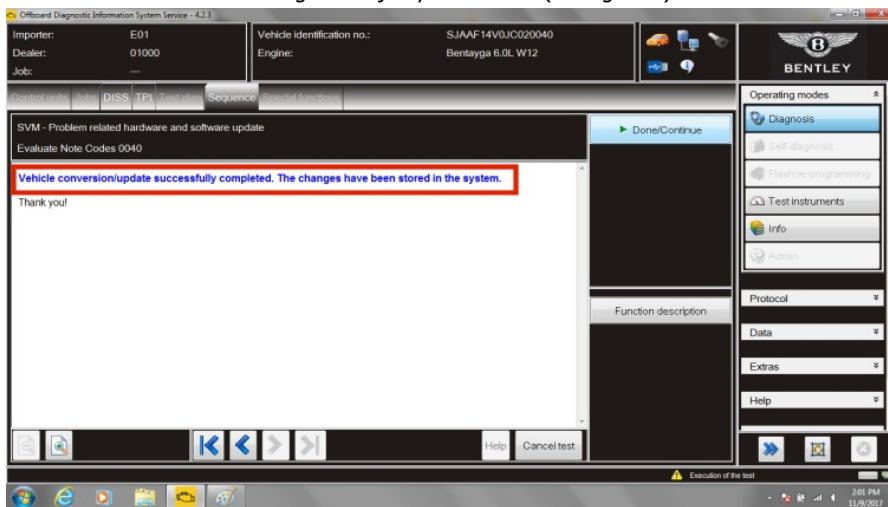 Offboard Diagnostic Information System Service - 4.2.3
Importer: E01
Dealer: 01000
Job: ---
Vehicle identification no.: SJAAF14V0JC020040
Engine: Bentayga 6.0L W12
B
BENTLEY
Control units Jobs DISS TPI Test plan Sequence Special functions
SVM - Problem related hardware and software update
Evaluate Note Codes 0040
Vehicle conversion/update successfully completed. The changes have been stored in the system.
Thank you!
Done/Continue
Function description
Help
Cancel test
Operating modes
Diagnosis
Self-diagnosis
Flash re-programming
Test instruments
Info
Admin
Protocol
Data
Extras
Help
Execution of the test
2:01 PM
11/9/2017